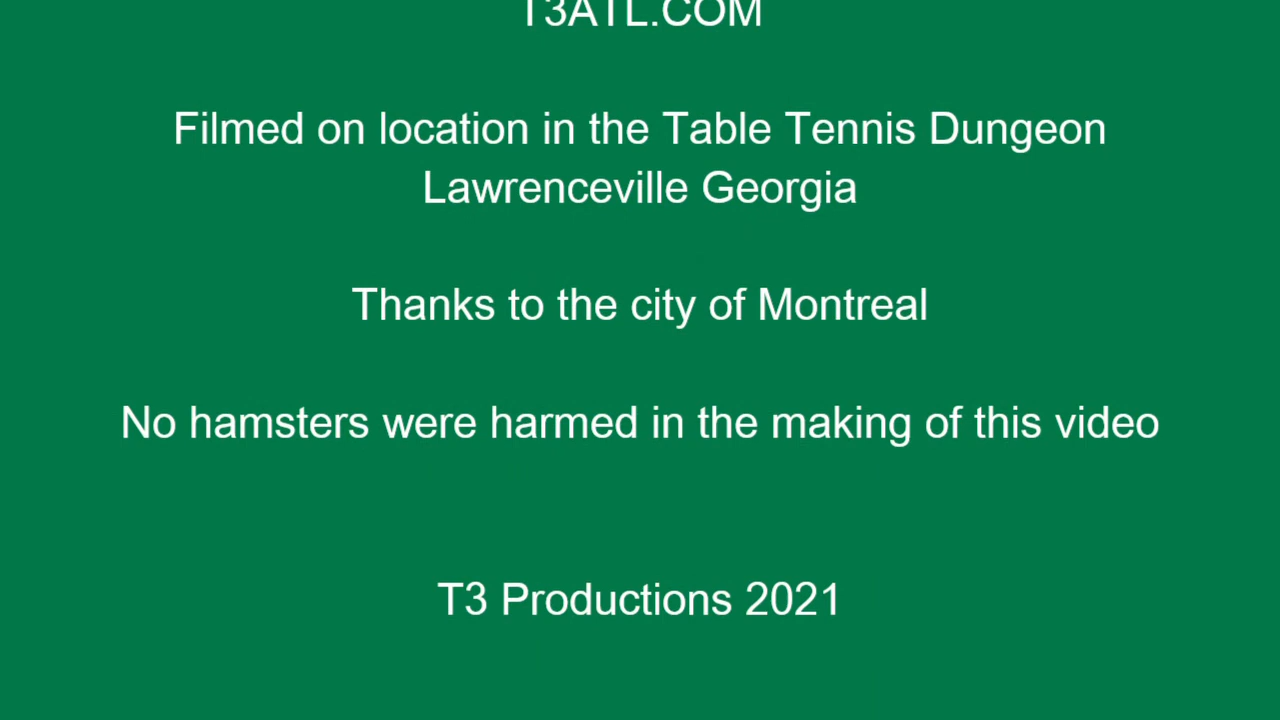 T3ATL.COM
Filmed on location in the Table Tennis Dungeon
Lawrenceville Georgia
Thanks to the city of Montreal
No hamsters were harmed in the making of this video
T3 Productions 2021